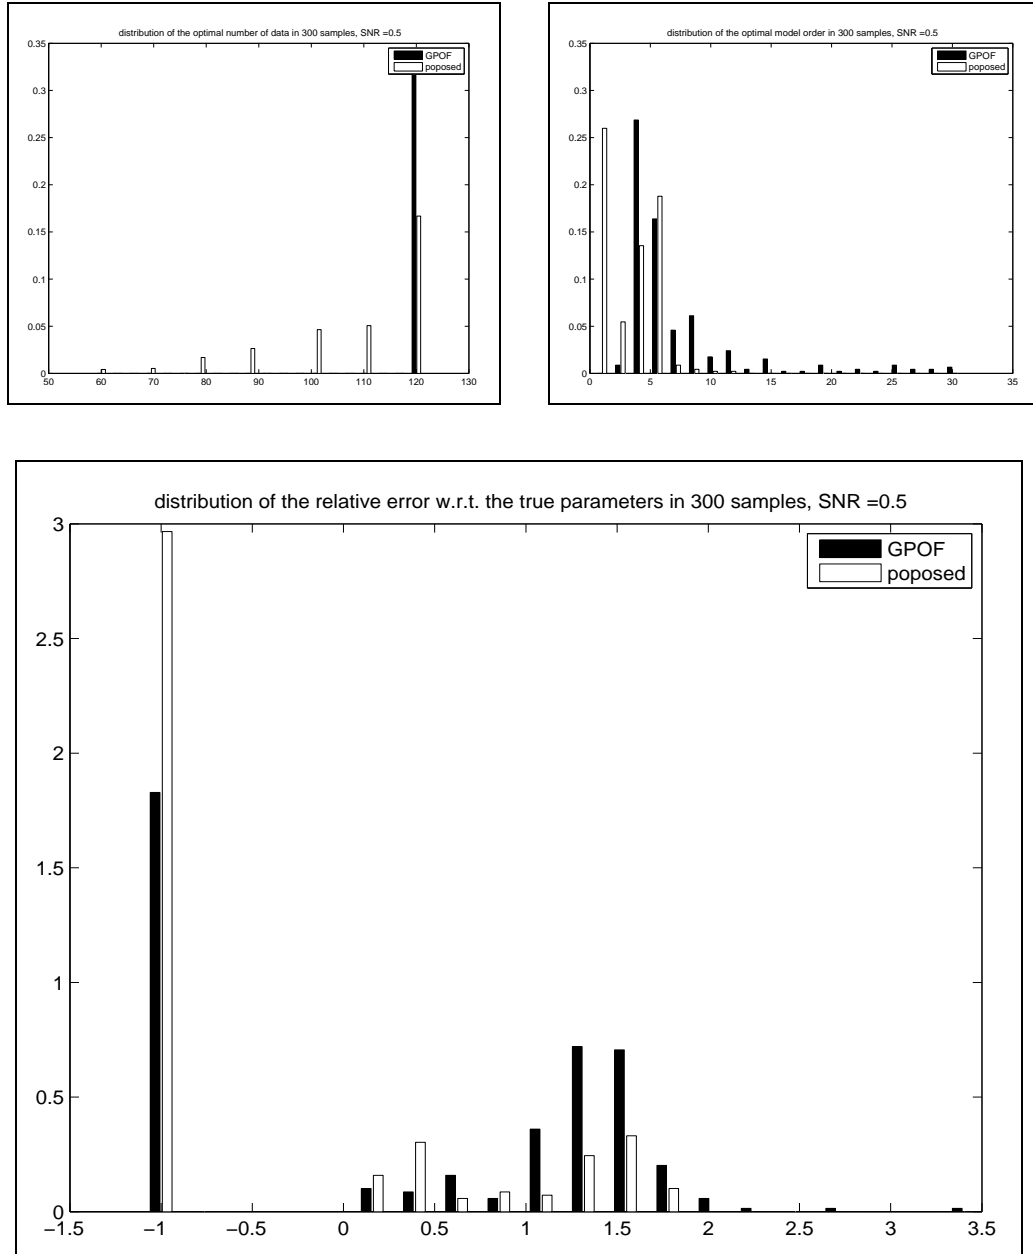 distribution of the optimal number of data in 300 samples, SNR =0.5
0.35
0.3
0.25
0.2
0.15
0.1
0.05
0
50 60 70 80 90 100 110 120 130
GPOF
poposed
distribution of the optimal model order in 300 samples, SNR =0.5
0.35
0.3
0.25
0.2
0.15
0.1
0.05
0
0 5 10 15 20 25 30 35
GPOF
poposed
distribution of the relative error w.r.t. the true parameters in 300 samples, SNR =0.5
3
2.5
2
1.5
1
0.5
0
−1.5 −1 −0.5 0 0.5 1 1.5 2 2.5 3 3.5
GPOF
poposed